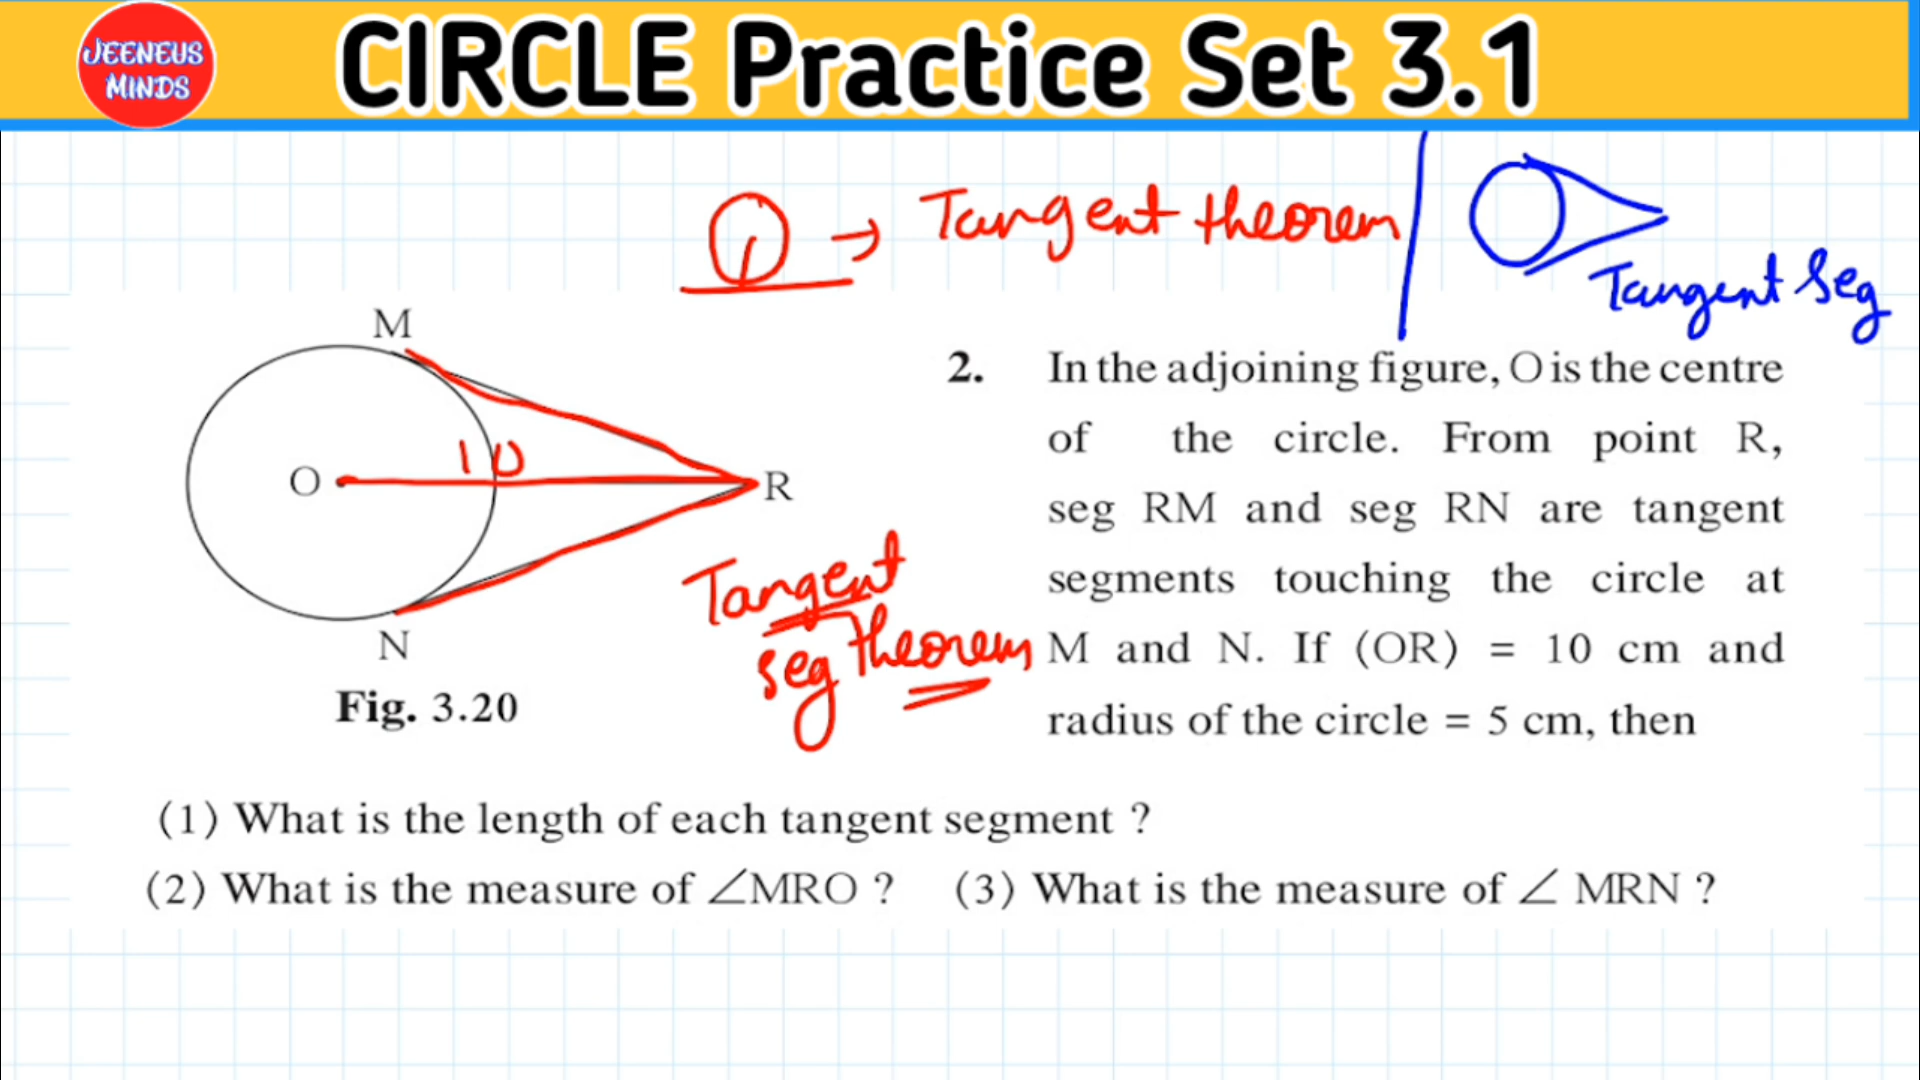 JEENEUS
MINDS
CIRCLE Practice Set 3.1
→ Tangent theorem
Tangent Seg
M
10
O
R
N
Fig. 3.20
Tangent
seg theorem
2. In the adjoining figure, O is the centre
of the circle. From point R,
seg RM and seg RN are tangent
segments touching the circle at
M and N. If (OR) = 10 cm and
radius of the circle = 5 cm, then
(1) What is the length of each tangent segment ?
(2) What is the measure of ∠MRO ? (3) What is the measure of ∠ MRN ?